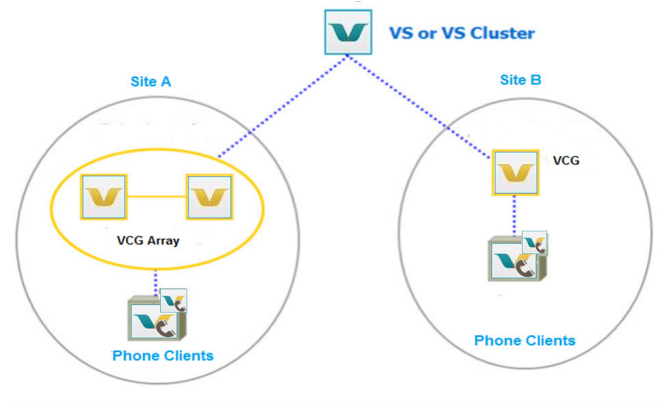 VS or VS Cluster
Site A
Site B
VCG
VCG Array
Phone Clients
Phone Clients